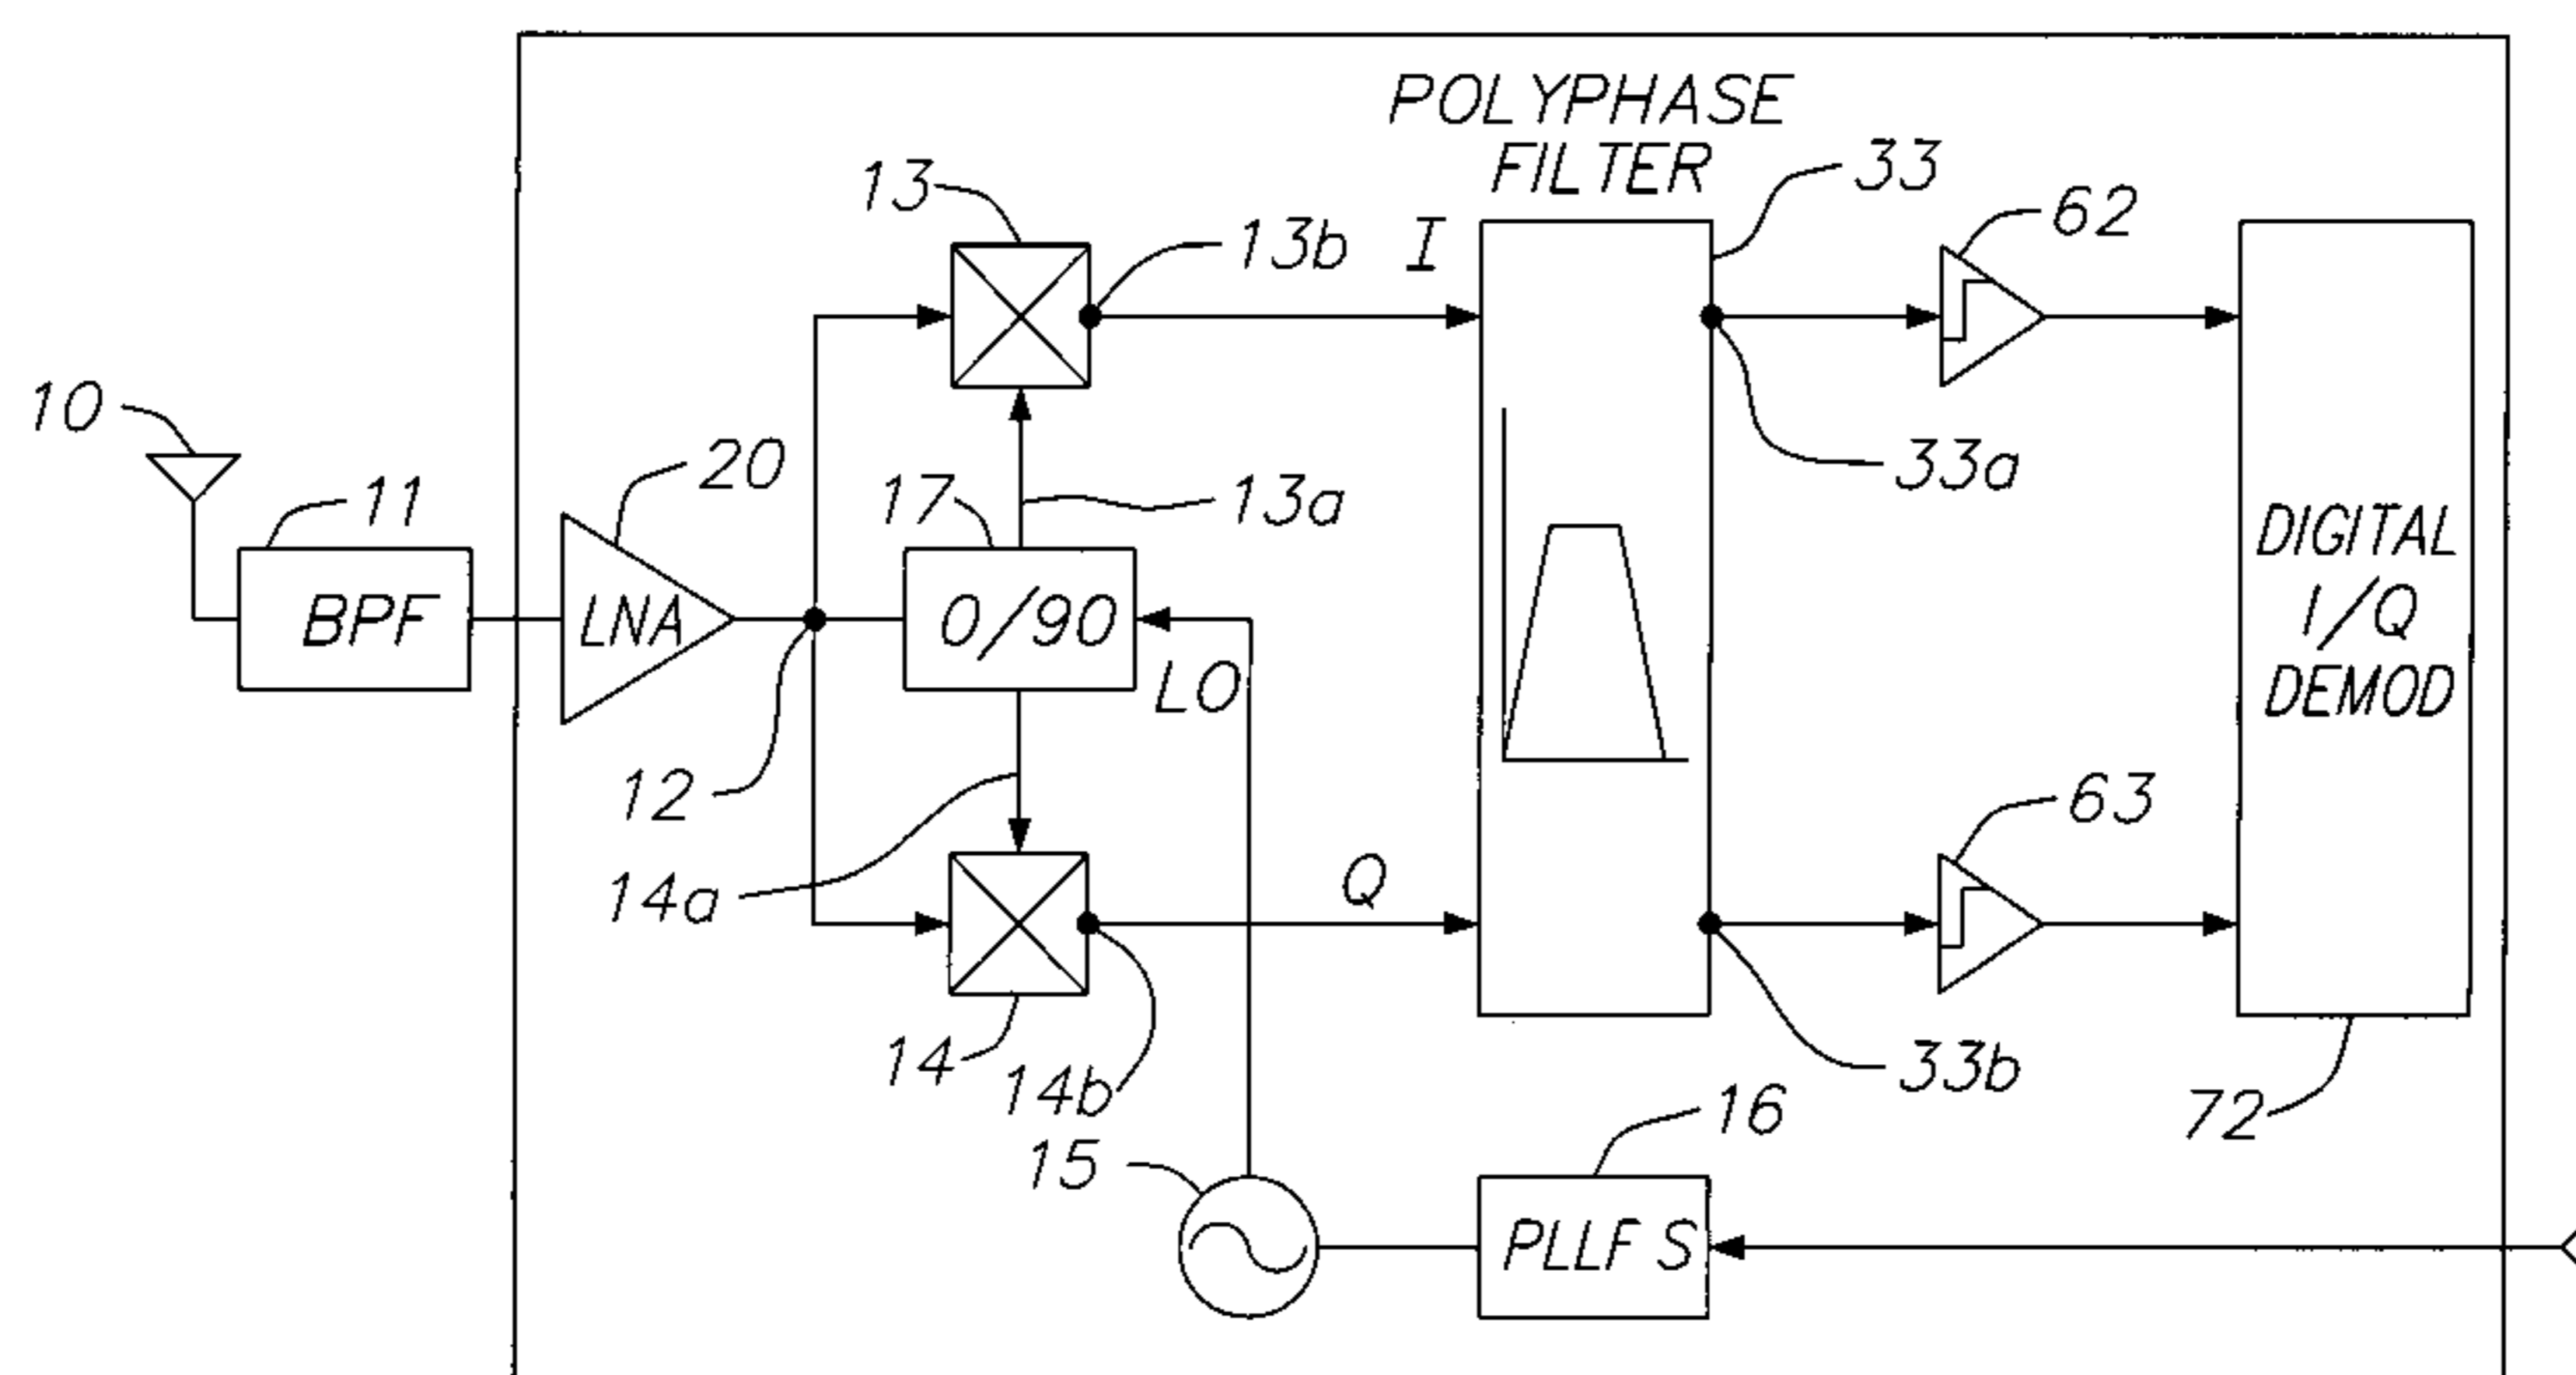 POLYPHASE
FILTER
33
13
62
13b
I
10
20
33a
11
17
13a
DIGITAL
I/Q
DEMOD
BPF
LNA
0/90
LO
12
63
14a
Q
14
14b
33b
16
72
15
PLLF S